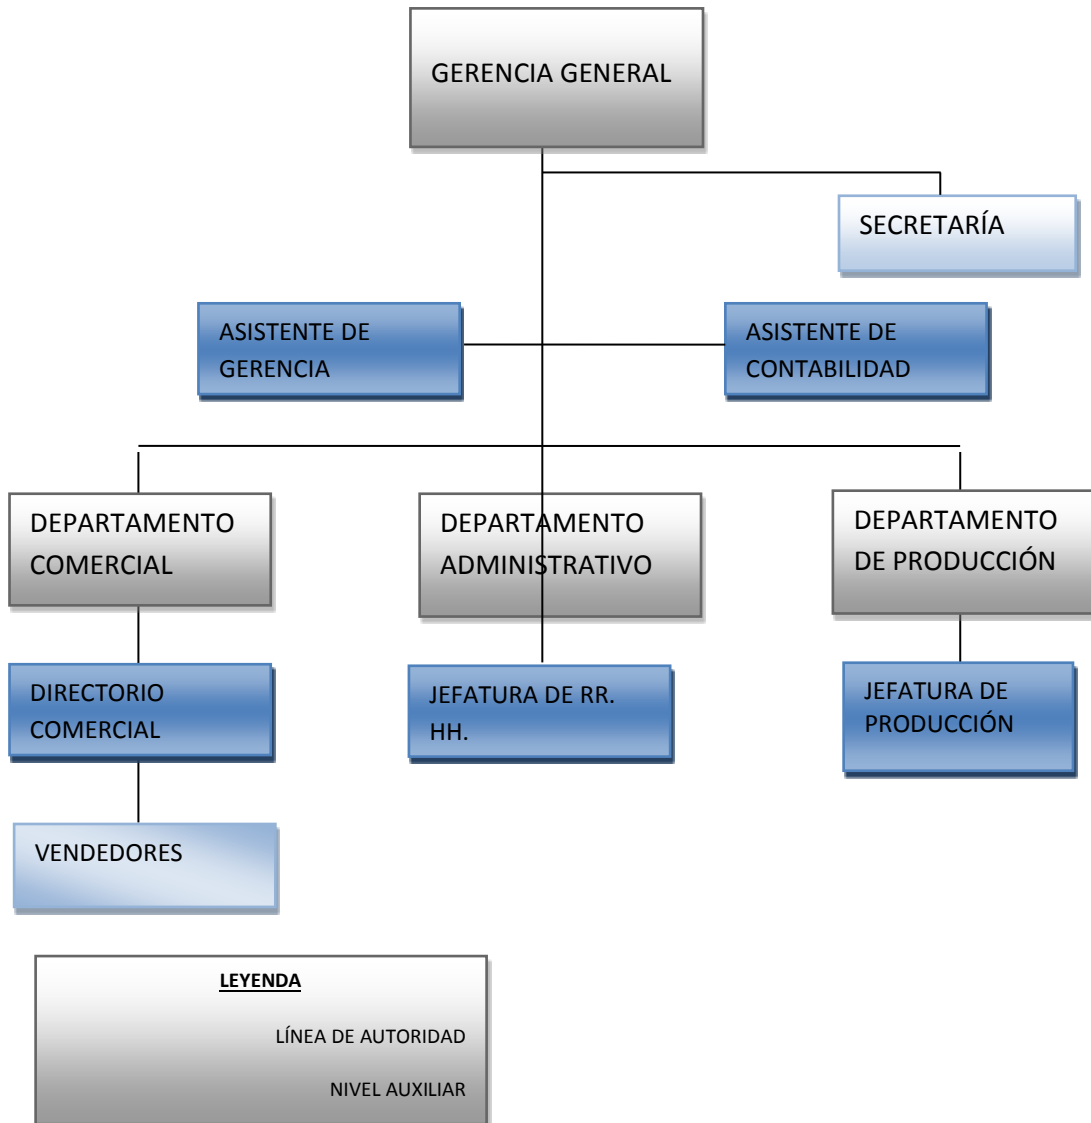 GERENCIA GENERAL
SECRETARÍA
ASISTENTE DE
GERENCIA
ASISTENTE DE
CONTABILIDAD
DEPARTAMENTO
COMERCIAL
DEPARTAMENTO
ADMINISTRATIVO
DEPARTAMENTO
DE PRODUCCIÓN
DIRECTORIO
COMERCIAL
JEFATURA DE RR.
HH.
JEFATURA DE
PRODUCCIÓN
VENDEDORES
LEYENDA
LÍNEA DE AUTORIDAD
NIVEL AUXILIAR